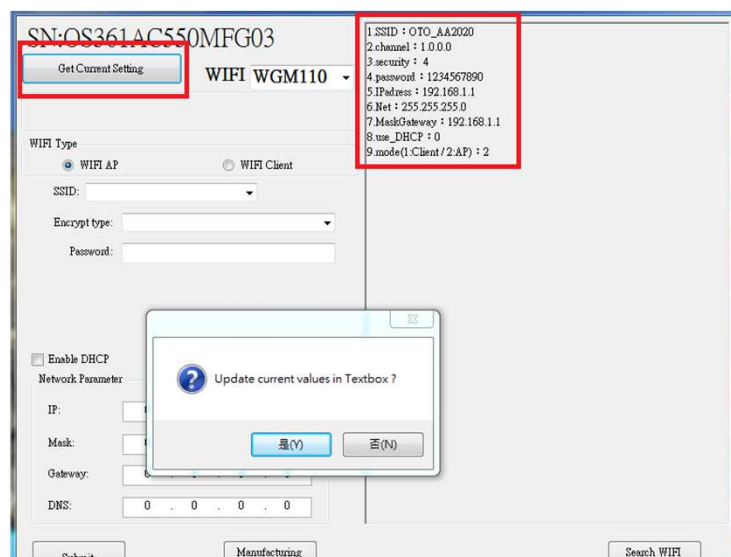 SN:OS361AC550MFG03
Get Current Setting
WIFI WGM110
1.SSID：OTO_AA2020
2.channel：1.0.0.0
3.security： 4
4.password：1234567890
5.IPadress：192.168.1.1
6.Net：255.255.255.0
7.MaskGateway：192.168.1.1
8.use_DHCP：0
9.mode(1:Client / 2:AP)：2
WIFI Type
WIFI AP
WIFI Client
SSID:
Encrypt type:
Password:
Update current values in Textbox ?
是(Y)
否(N)
Enable DHCP
Network Parameter
IP:
Mask:
Gateway:
DNS:
0 . 0 . 0 . 0
Submit
Manufacturing
Search WIFI